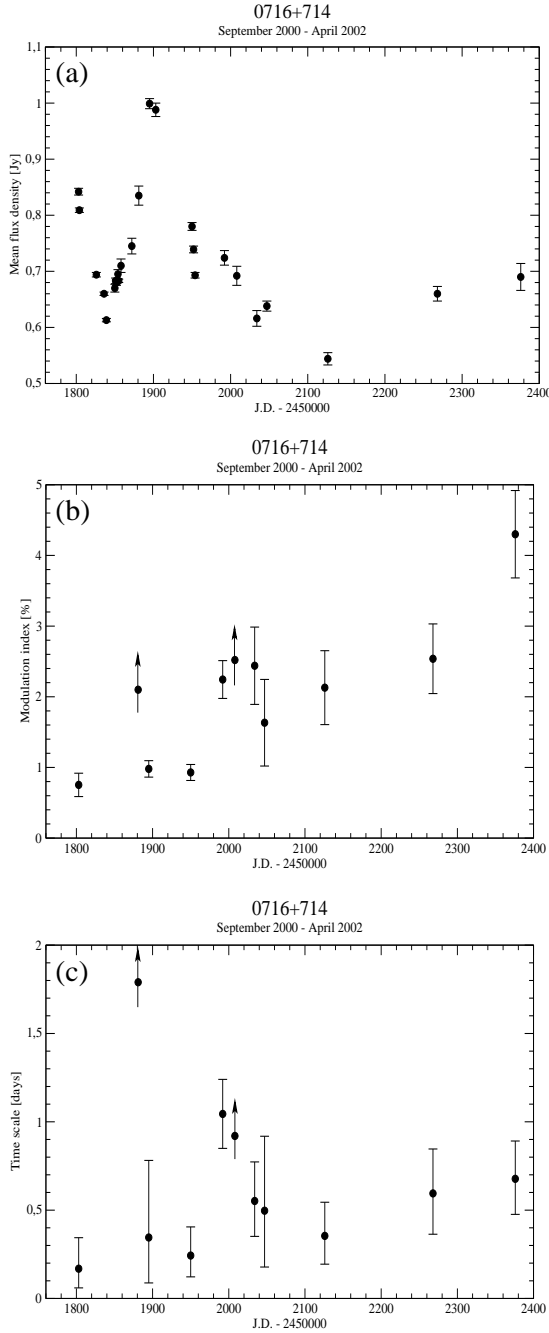 0716+714
September 2000 - April 2002
(a)
Mean flux density [Jy]
1,1
1
0,9
0,8
0,7
0,6
0,5
1800 1900 2000 2100 2200 2300 2400
J.D. - 2450000
0716+714
September 2000 - April 2002
(b)
Modulation index [%]
5
4
3
2
1
0
1800 1900 2000 2100 2200 2300 2400
J.D. - 2450000
0716+714
September 2000 - April 2002
(c)
Time scale [days]
2
1,5
1
0,5
0
1800 1900 2000 2100 2200 2300 2400
J.D. - 2450000